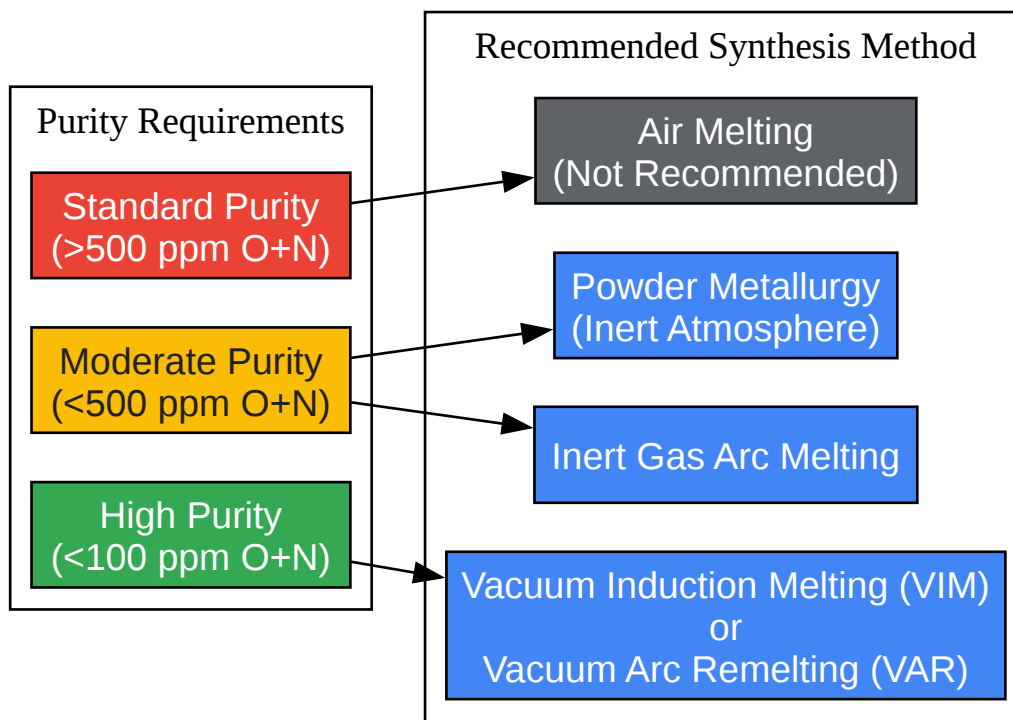 Recommended Synthesis Method
Purity Requirements
Air Melting
(Not Recommended)
Standard Purity
(>500 ppm O+N)
Powder Metallurgy
(Inert Atmosphere)
Moderate Purity
(<500 ppm O+N)
Inert Gas Arc Melting
High Purity
(<100 ppm O+N)
Vacuum Induction Melting (VIM)
or
Vacuum Arc Remelting (VAR)